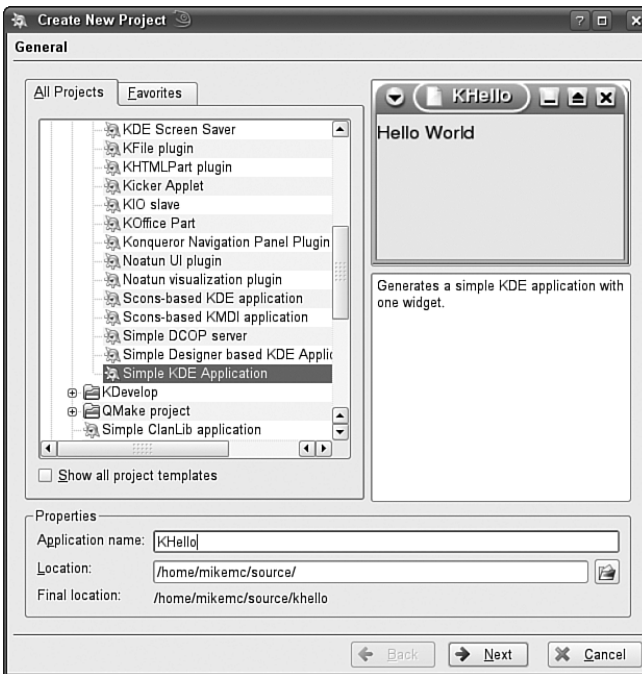 Create New Project
General
All Projects
Favorites
KDE Screen Saver
KFile plugin
KHTMLPart plugin
Kicker Applet
KIO slave
KOffice Part
Konqueror Navigation Panel Plugin
Noatun UI plugin
Noatun visualization plugin
Scons-based KDE application
Scons-based KMDI application
Simple DCOP server
Simple Designer based KDE Applic
Simple KDE Application
KDevelop
QMake project
Simple ClanLib application
Show all project templates
KHello
Hello World
Generates a simple KDE application with
one widget.
Properties
Application name: KHello
Location: /home/mikemc/source/
Final location: /home/mikemc/source/khello
Back
Next
Cancel